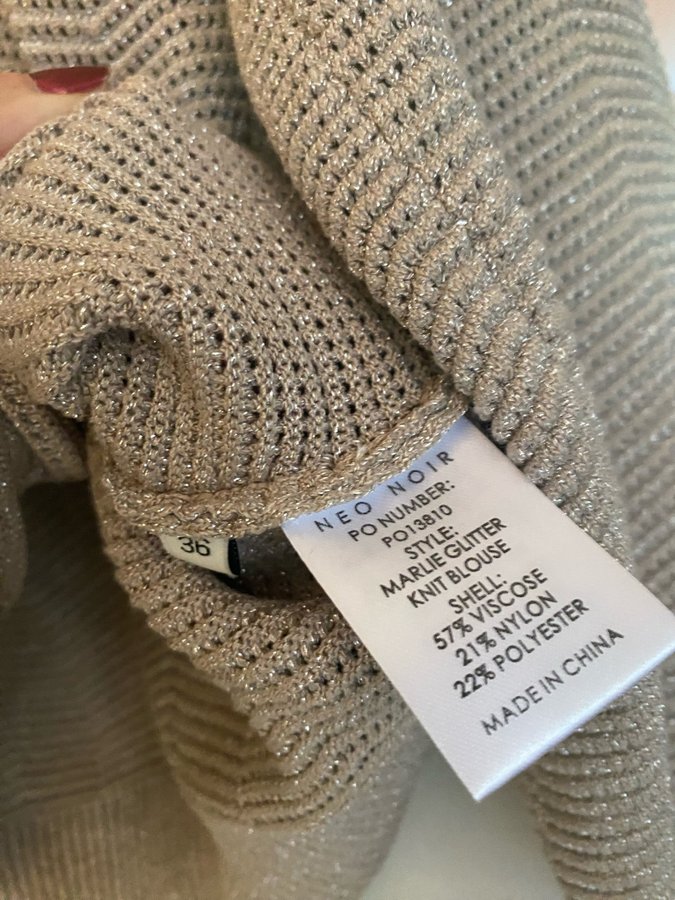 NEO NOIR
PO NUMBER:
PO13810
STYLE:
MARLIE GLITTER
KNIT BLOUSE
SHELL:
57% VISCOSE
21% NYLON
22% POLYESTER
MADE IN CHINA
36